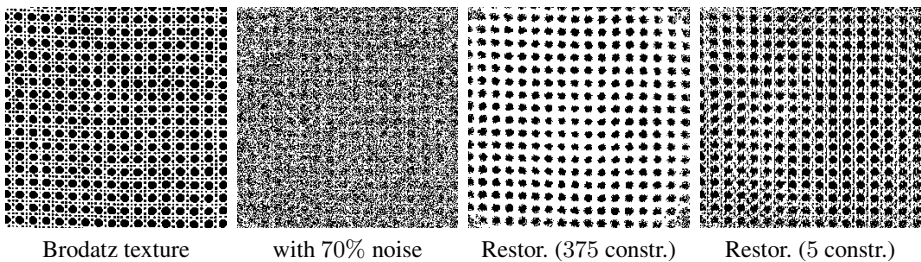 Brodatz texture
with 70% noise
Restor. (375 constr.)
Restor. (5 constr.)